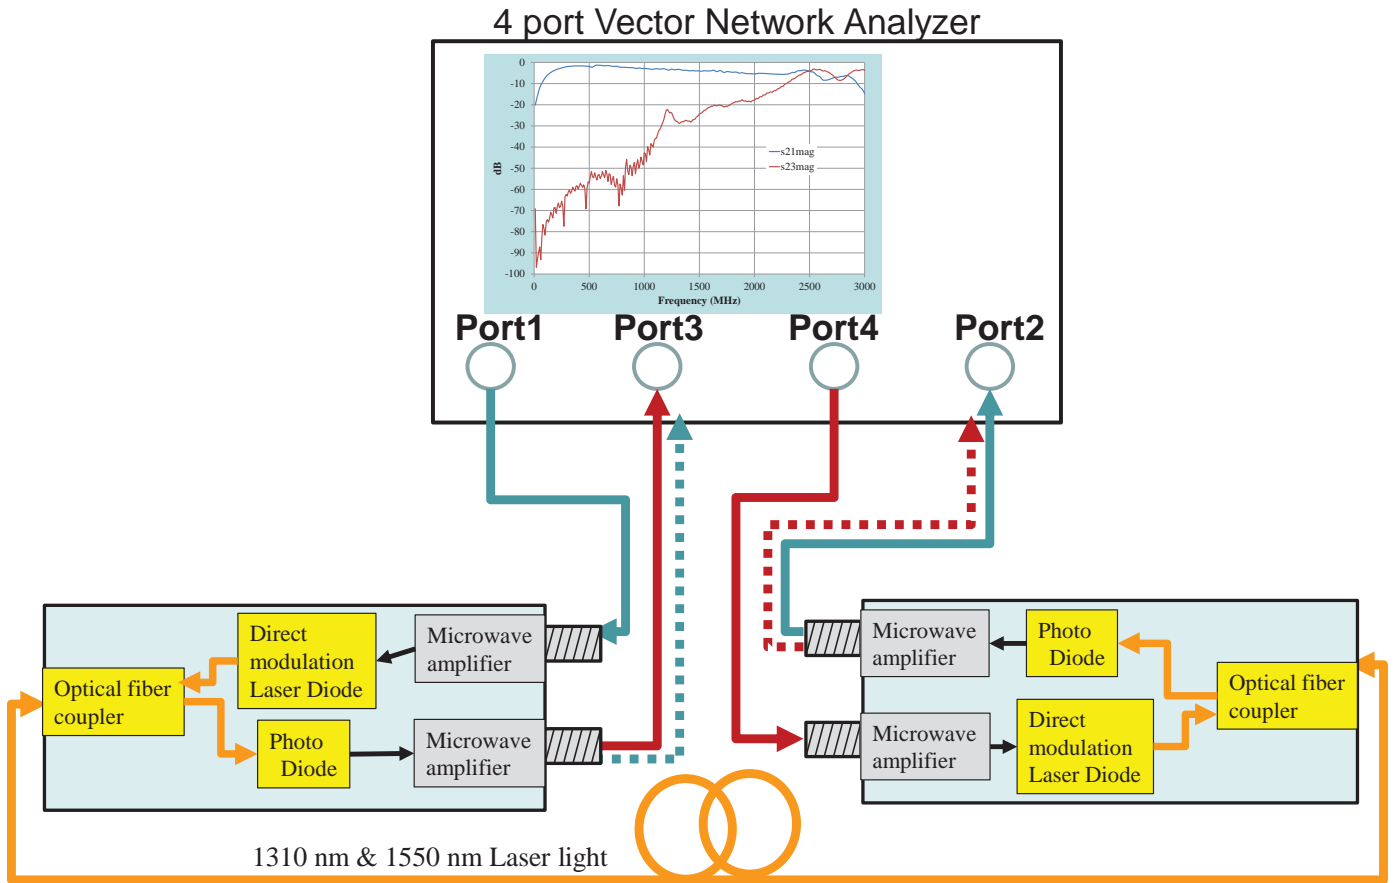 4 port Vector Network Analyzer
0
-10
-20
-30
-40
-50
-60
-70
-80
-90
-100
dB
s21mag
s23mag
0 500 1000 1500 2000 2500 3000
Frequency (MHz)
Port1 Port3 Port4 Port2
Direct
modulation
Laser Diode
Microwave
amplifier
Optical fiber
coupler
Photo
Diode
Microwave
amplifier
Microwave
amplifier
Photo
Diode
Optical fiber
coupler
Microwave
amplifier
Direct
modulation
Laser Diode
1310 nm & 1550 nm Laser light